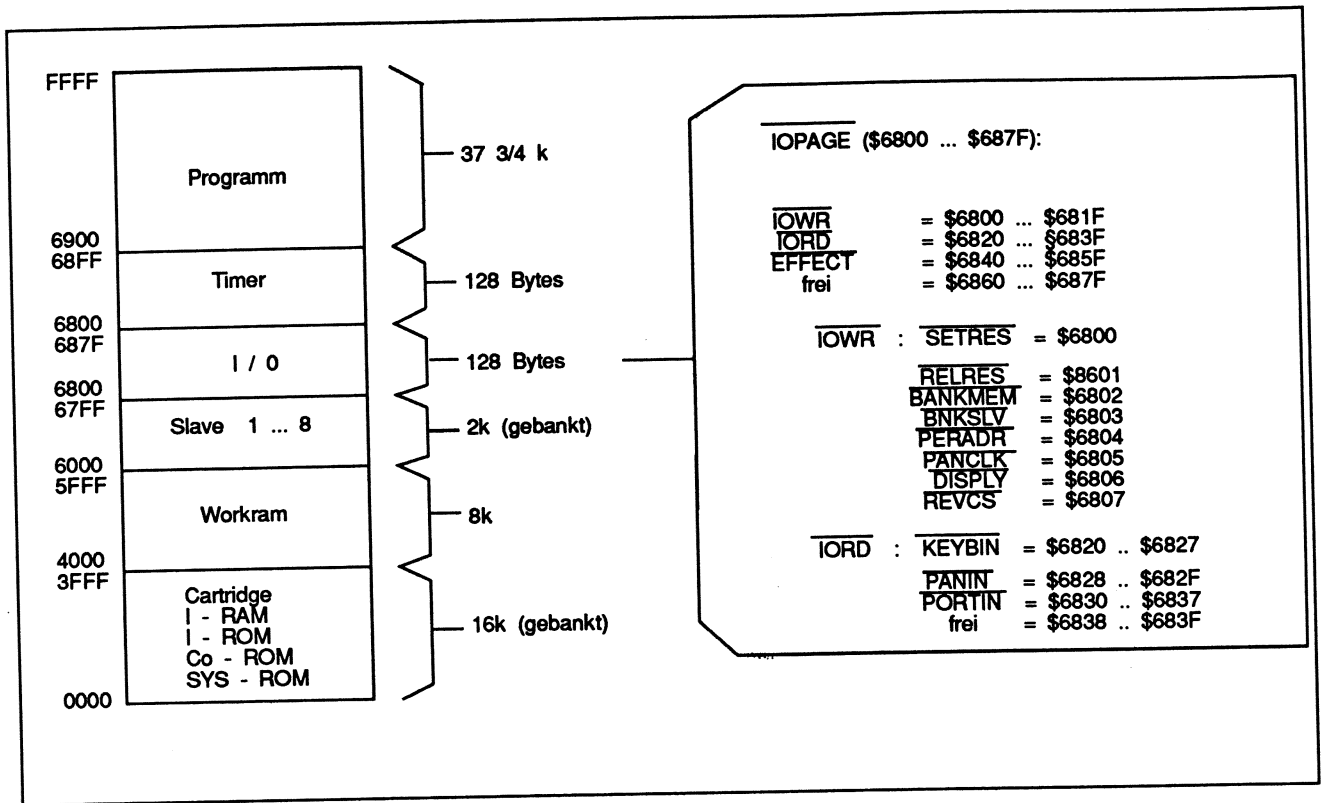 FFFF
Programm
37 3/4 k
6900
68FF
Timer
128 Bytes
6800
687F
I / 0
128 Bytes
6800
67FF
Slave 1 ... 8
2k (gebankt)
6000
5FFF
Workram
8k
4000
3FFF
Cartridge
I - RAM
I - ROM
Co - ROM
SYS - ROM
16k (gebankt)
0000
IOPAGE ($6800 ... $687F):
IOWR = $6800 ... $681F
IORD = $6820 ... §683F
EFFECT = $6840 ... $685F
frei = $6860 ... $687F
IOWR : SETRES = $6800
RELRES = $8601
BANKMEM = $6802
BNKSLV = $6803
PERADR = $6804
PANCLK = $6805
DISPLY = $6806
REVCS = $6807
IORD : KEYBIN = $6820 .. $6827
PANIN = $6828 .. $682F
PORTIN = $6830 .. $6837
frei = $6838 .. $683F